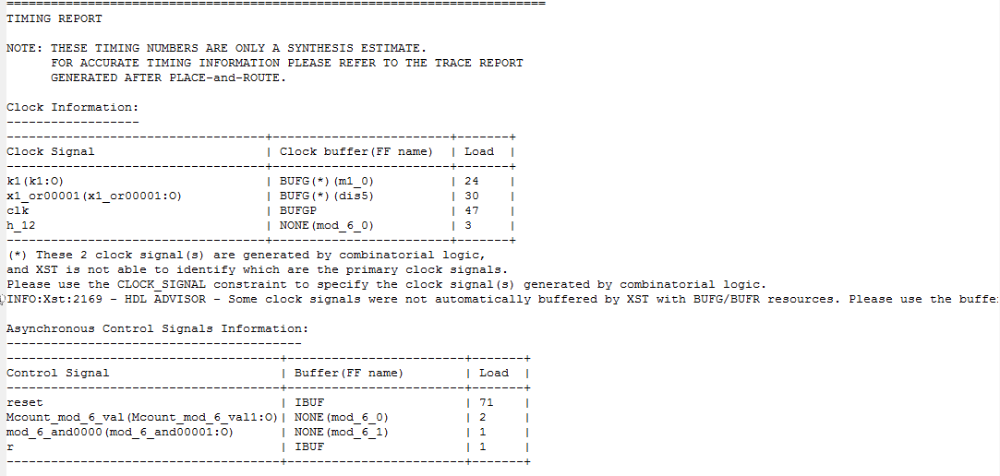 =========================================================================
TIMING REPORT
NOTE: THESE TIMING NUMBERS ARE ONLY A SYNTHESIS ESTIMATE.
FOR ACCURATE TIMING INFORMATION PLEASE REFER TO THE TRACE REPORT
GENERATED AFTER PLACE-and-ROUTE.
Clock Information:
------------------
-----------------------------------+------------------------+-------+
Clock Signal | Clock buffer(FF name) | Load |
-----------------------------------+------------------------+-------+
k1(k1:O) | BUFG(*)(m1_0) | 24 |
x1_or00001(x1_or00001:O) | BUFG(*)(dis5) | 30 |
clk | BUFGP | 47 |
h_12 | NONE(mod_6_0) | 3 |
-----------------------------------+------------------------+-------+
(*) These 2 clock signal(s) are generated by combinatorial logic,
and XST is not able to identify which are the primary clock signals.
Please use the CLOCK_SIGNAL constraint to specify the clock signal(s) generated by combinatorial logic.
INFO:Xst:2169 - HDL ADVISOR - Some clock signals were not automatically buffered by XST with BUFG/BUFR resources. Please use the buffe
Asynchronous Control Signals Information:
----------------------------------------
-------------------------------------+------------------------+-------+
Control Signal | Buffer(FF name) | Load |
-------------------------------------+------------------------+-------+
reset | IBUF | 71 |
Mcount_mod_6_val(Mcount_mod_6_val1:O)| NONE(mod_6_0) | 2 |
mod_6_and0000(mod_6_and00001:O) | NONE(mod_6_1) | 1 |
r | IBUF | 1 |
-------------------------------------+------------------------+-------+